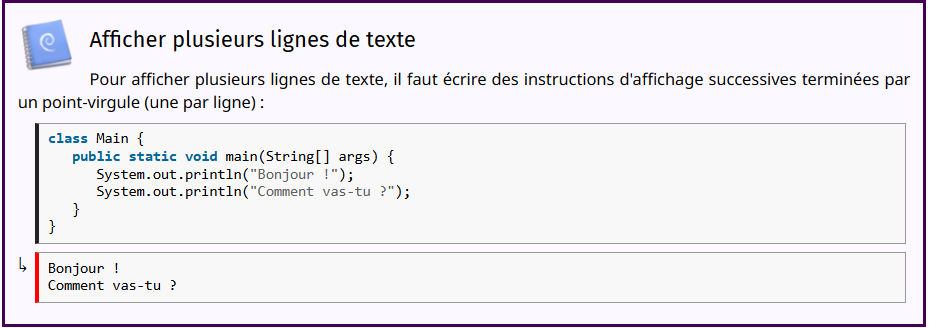 Afficher plusieurs lignes de texte
Pour afficher plusieurs lignes de texte, il faut écrire des instructions d'affichage successives terminées par
un point-virgule (une par ligne) :
class Main {
   public static void main(String[] args) {
      System.out.println("Bonjour !");
      System.out.println("Comment vas-tu ?");
   }
}
↳
Bonjour !
Comment vas-tu ?